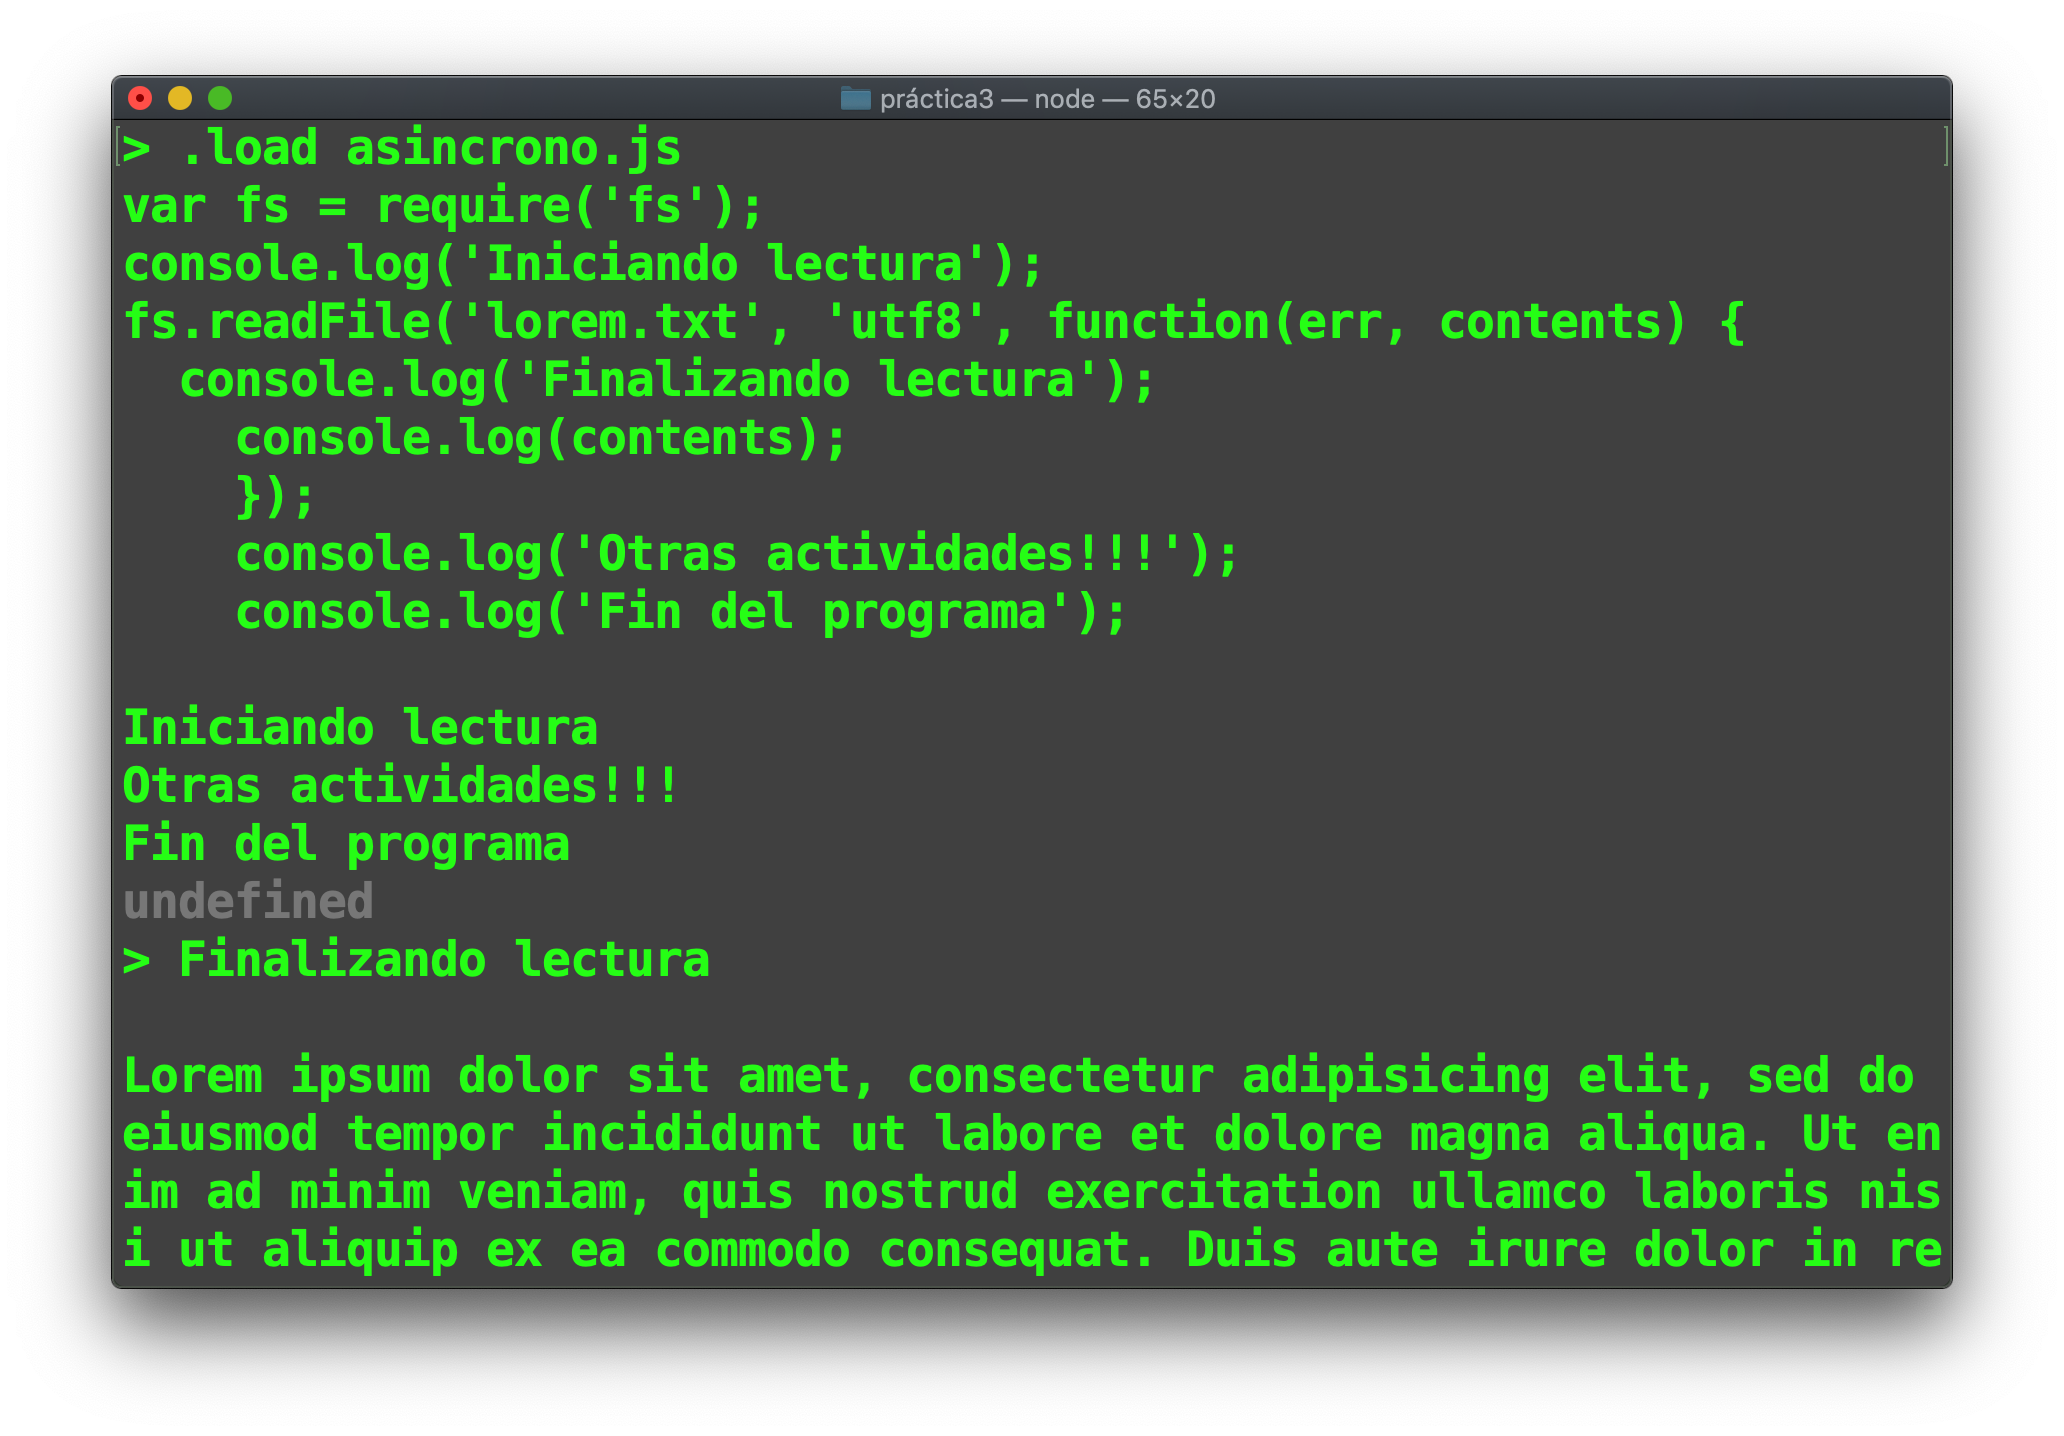 práctica3 — node — 65×20
> .load asincrono.js
var fs = require('fs');
console.log('Iniciando lectura');
fs.readFile('lorem.txt', 'utf8', function(err, contents) {
  console.log('Finalizando lectura');
    console.log(contents);
    });
    console.log('Otras actividades!!!');
    console.log('Fin del programa');

Iniciando lectura
Otras actividades!!!
Fin del programa
undefined
> Finalizando lectura

Lorem ipsum dolor sit amet, consectetur adipisicing elit, sed do
eiusmod tempor incididunt ut labore et dolore magna aliqua. Ut en
im ad minim veniam, quis nostrud exercitation ullamco laboris nis
i ut aliquip ex ea commodo consequat. Duis aute irure dolor in re